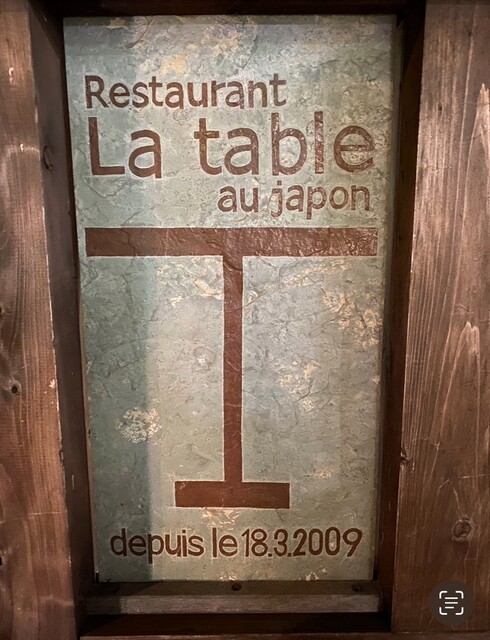 Restaurant
La table
au japon
depuis le 18.3.2009